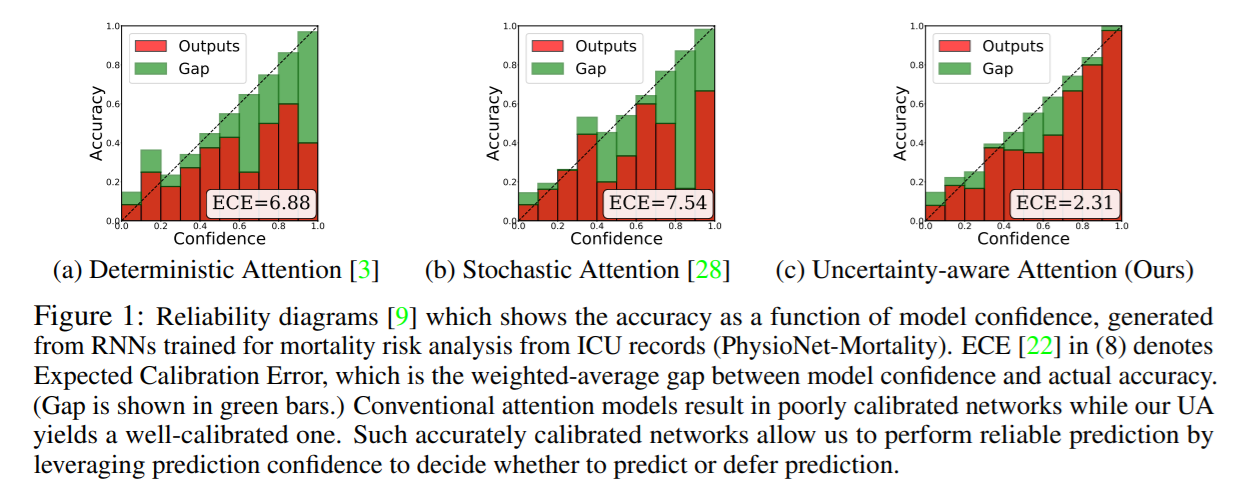 1.0
0.8
0.6
0.4
0.2
0.0
Accuracy
Outputs
Gap
ECE=6.88
0.0 0.2 0.4 0.6 0.8 1.0
Confidence
1.0
0.8
0.6
0.4
0.2
0.0
Accuracy
Outputs
Gap
ECE=7.54
0.0 0.2 0.4 0.6 0.8 1.0
Confidence
1.0
0.8
0.6
0.4
0.2
0.0
Accuracy
Outputs
Gap
ECE=2.31
0.0 0.2 0.4 0.6 0.8 1.0
Confidence
(a) Deterministic Attention [3]
(b) Stochastic Attention [28]
(c) Uncertainty-aware Attention (Ours)
Figure 1: Reliability diagrams [9] which shows the accuracy as a function of model confidence, generated
from RNNs trained for mortality risk analysis from ICU records (PhysioNet-Mortality). ECE [22] in (8) denotes
Expected Calibration Error, which is the weighted-average gap between model confidence and actual accuracy.
(Gap is shown in green bars.) Conventional attention models result in poorly calibrated networks while our UA
yields a well-calibrated one. Such accurately calibrated networks allow us to perform reliable prediction by
leveraging prediction confidence to decide whether to predict or defer prediction.